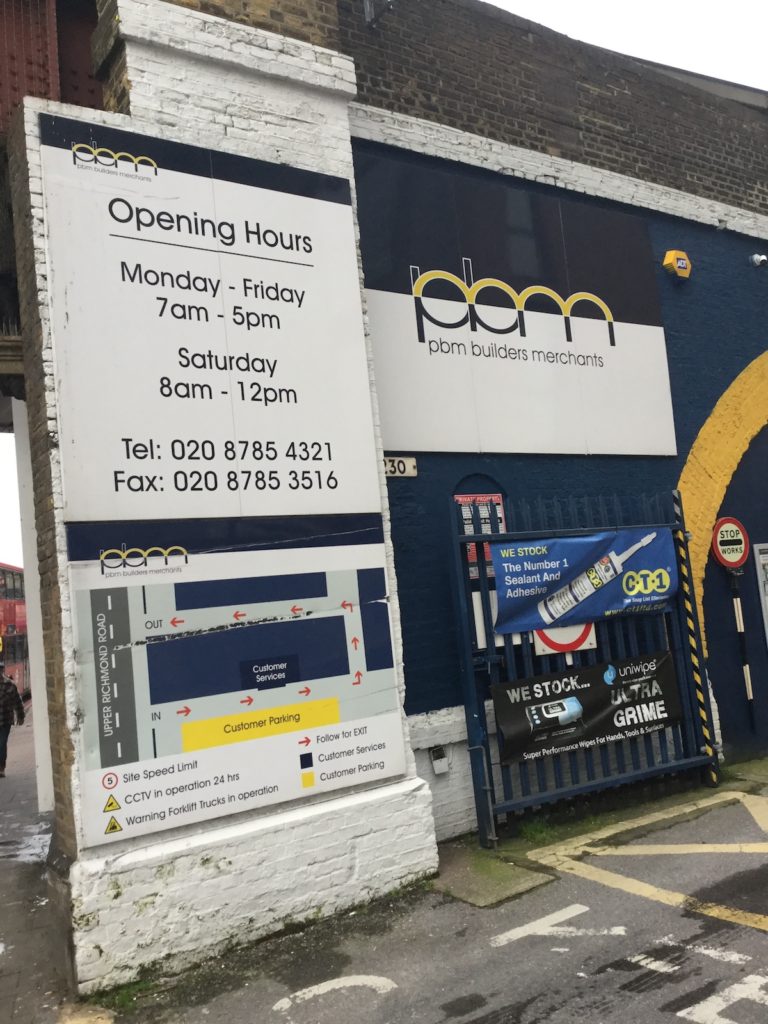 pbm
pbm builders merchants
Opening Hours
Monday - Friday
7am - 5pm
Saturday
8am - 12pm
Tel: 020 8785 4321
Fax: 020 8785 3516
pbm
pbm builders merchants
UPPER RICHMOND ROAD
OUT
Customer
Services
IN
Customer Parking
5 Site Speed Limit
CCTV in operation 24 hrs
Warning Forklift Trucks in operation
Follow for EXIT
Customer Services
Customer Parking
pbm
pbm builders merchants
ADT
230
PRIVATE PROPERTY
WE STOCK
The Number 1
Sealant And
Adhesive
CT1
CT1
STOP
WORKS
WE STOCK
uniwipe
ULTRA
GRIME
Super Performance Wipes For Hands, Tools & Surfaces